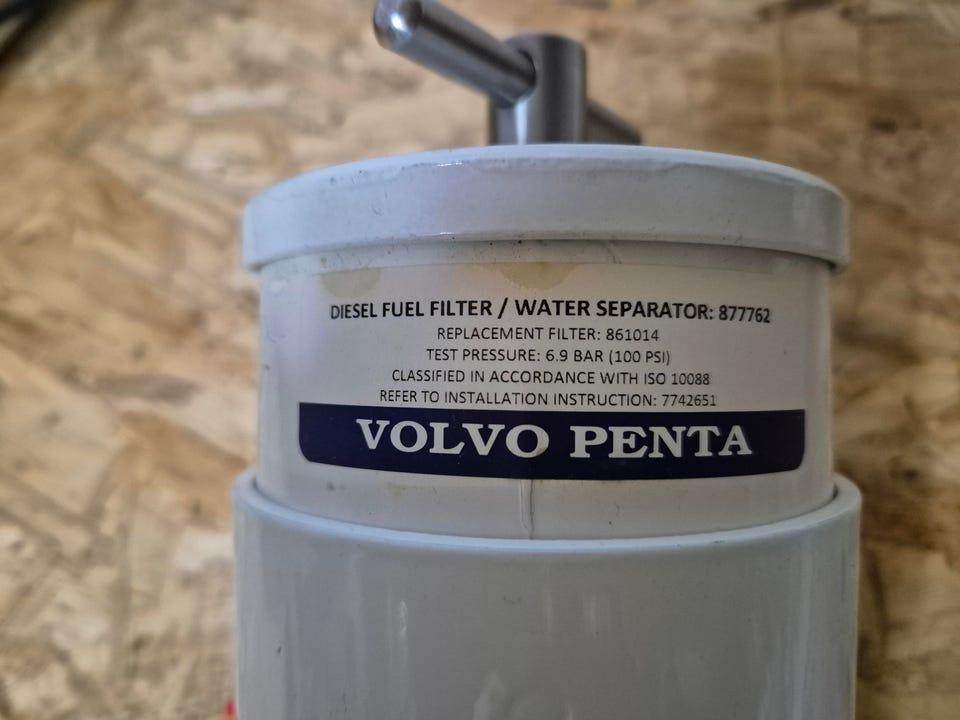 DIESEL FUEL FILTER / WATER SEPARATOR: 877762
REPLACEMENT FILTER: 861014
TEST PRESSURE: 6.9 BAR (100 PSI)
CLASSIFIED IN ACCORDANCE WITH ISO 10088
REFER TO INSTALLATION INSTRUCTION: 7742651
VOLVO PENTA